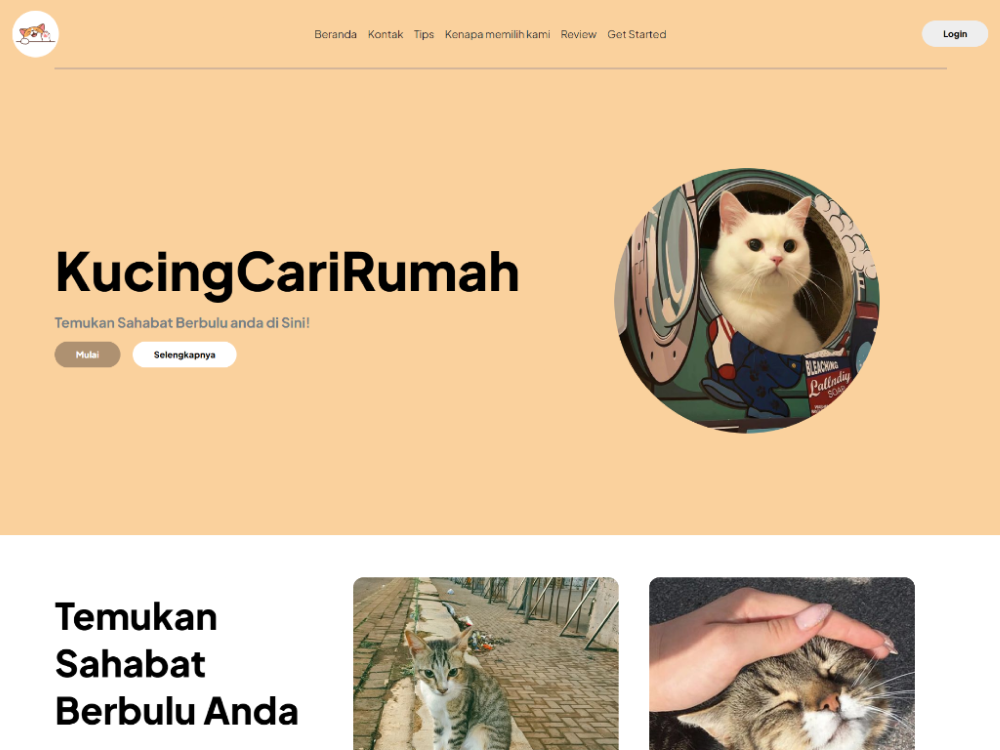 Beranda Kontak Tips Kenapa memilih kami Review Get Started
Login
KucingCariRumah
Temukan Sahabat Berbulu anda di Sini!
Mulai
Selengkapnya
BLEACHING
Temukan
Sahabat
Berbulu Anda